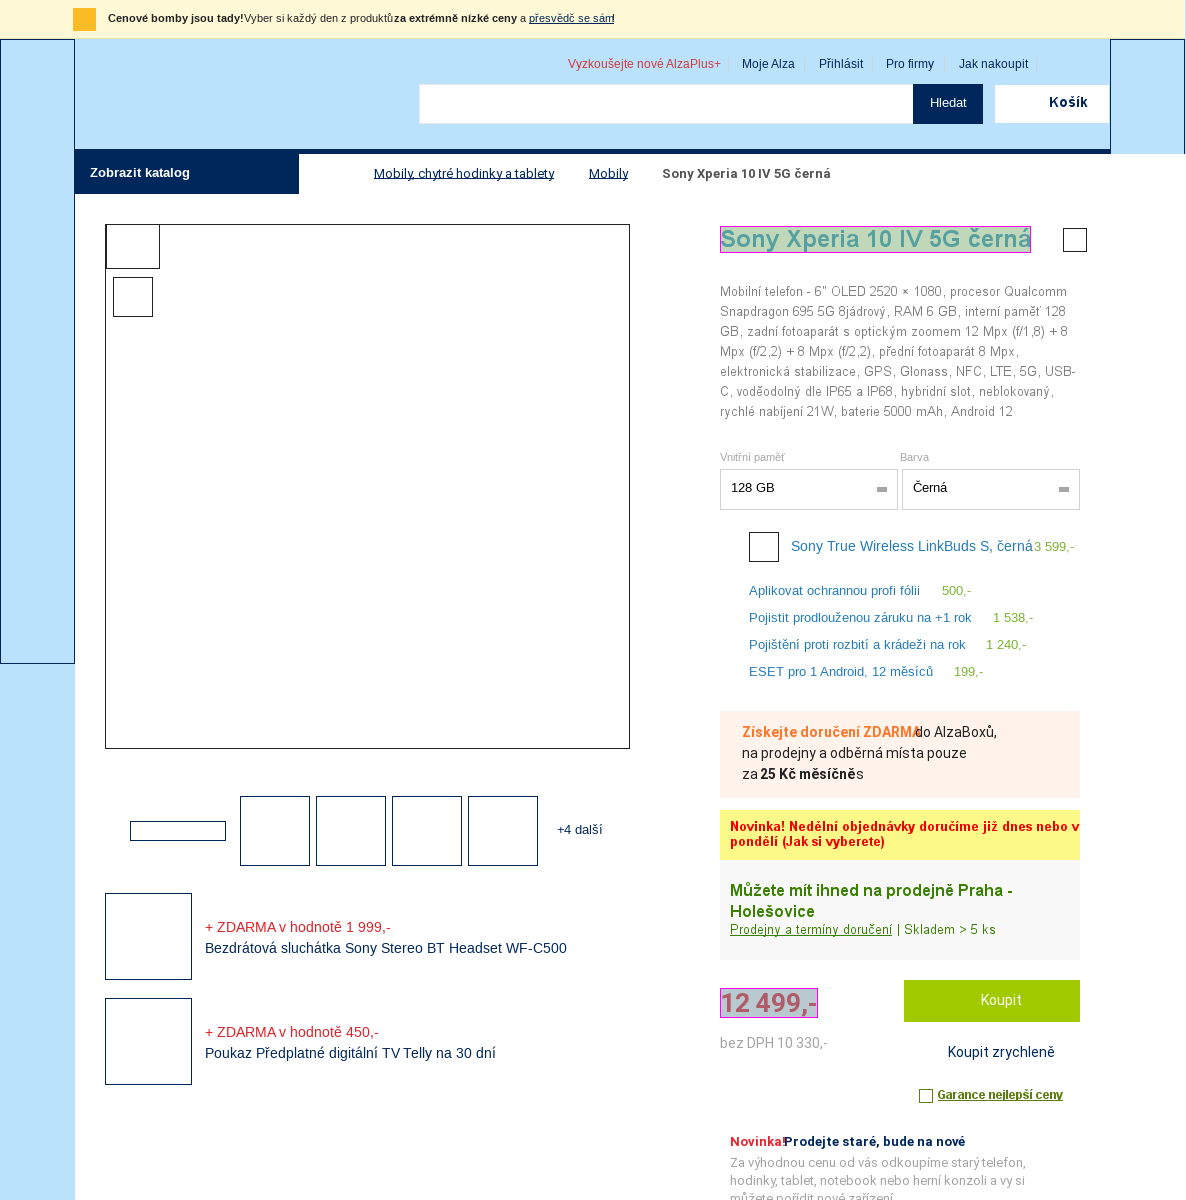 Cenové bomby jsou tady!Vyber si každý den z produktů za extrémně nízké ceny a přesvědč se sám!
Vyzkoušejte nové AlzaPlus+ Moje Alza Přihlásit Pro firmy Jak nakoupit
Hledat Košík
Zobrazit katalog Mobily, chytré hodinky a tablety Mobily Sony Xperia 10 IV 5G černá
Sony Xperia 10 IV 5G černá
Mobilní telefon - 6" OLED 2520 × 1080, procesor Qualcomm
Snapdragon 695 5G 8jádrový, RAM 6 GB, interní paměť 128
GB, zadní fotoaparát s optickým zoomem 12 Mpx (f/1,8) + 8
Mpx (f/2,2) + 8 Mpx (f/2,2), přední fotoaparát 8 Mpx,
elektronická stabilizace, GPS, Glonass, NFC, LTE, 5G, USB-
C, voděodolný dle IP65 a IP68, hybridní slot, neblokovaný,
rychlé nabíjení 21W, baterie 5000 mAh, Android 12
Vnitřní paměť Barva
128 GB Černá
Sony True Wireless LinkBuds S, černá 3 599,-
Aplikovat ochrannou profi fólii 500,-
Pojistit prodlouženou záruku na +1 rok 1 538,-
Pojištění proti rozbití a krádeži na rok 1 240,-
ESET pro 1 Android, 12 měsíců 199,-
Získejte doručení ZDARMA do AlzaBoxů,
na prodejny a odběrná místa pouze
za 25 Kč měsíčně s
Novinka! Nedělní objednávky doručíme již dnes nebo v
pondělí (Jak si vyberete)
Můžete mít ihned na prodejně Praha -
Holešovice
Prodejny a termíny doručení | Skladem > 5 ks
12 499,- Koupit
bez DPH 10 330,-
Koupit zrychleně
Garance nejlepší ceny
Novinka! Prodejte staré, bude na nové
Za výhodnou cenu od vás odkoupíme starý telefon,
hodinky, tablet, notebook nebo herní konzoli a vy si
můžete pořídit nové zařízení.
+4 další
+ ZDARMA v hodnotě 1 999,-
Bezdrátová sluchátka Sony Stereo BT Headset WF-C500
+ ZDARMA v hodnotě 450,-
Poukaz Předplatné digitální TV Telly na 30 dní